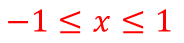 −1 ≤ x ≤ 1